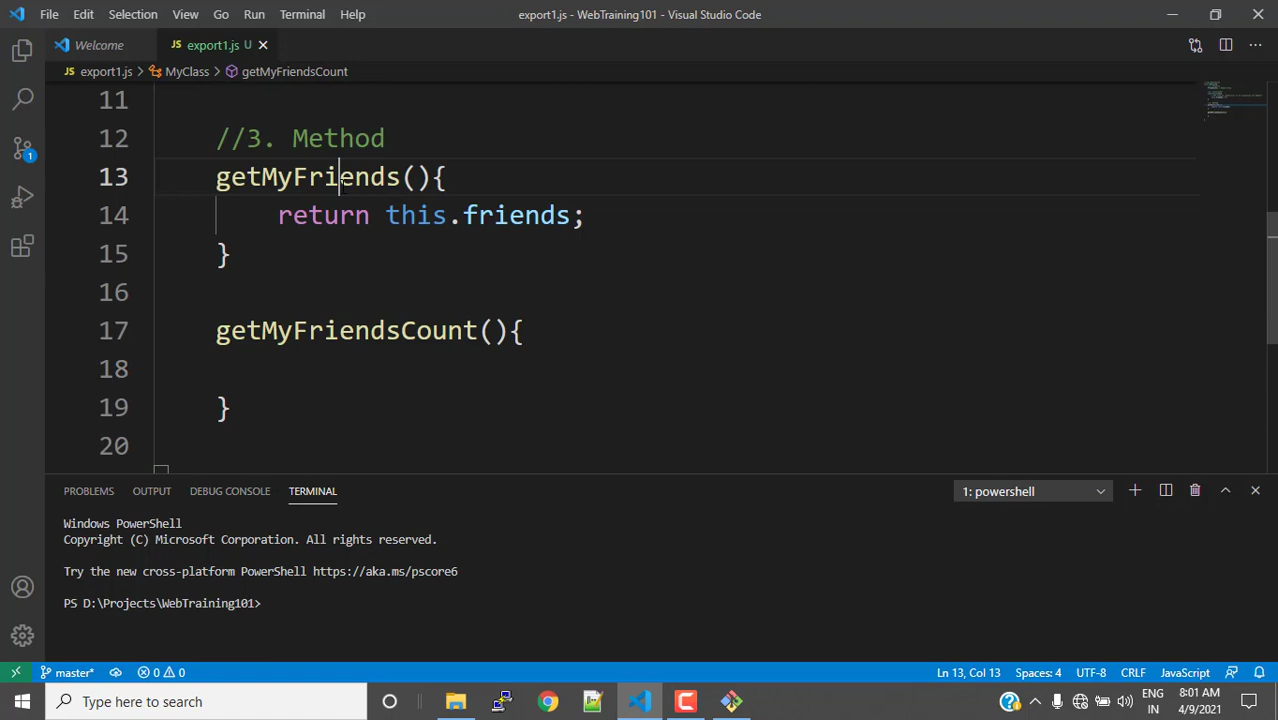 File Edit Selection View Go Run Terminal Help export1.js - WebTraining101 - Visual Studio Code
Welcome JS export1.js U
JS export1.js > MyClass > getMyFriendsCount
11
12 //3. Method
13 getMyFriends(){
14 return this.friends;
15 }
16
17 getMyFriendsCount(){
18
19 }
20
PROBLEMS OUTPUT DEBUG CONSOLE TERMINAL 1: powershell
Windows PowerShell
Copyright (C) Microsoft Corporation. All rights reserved.
Try the new cross-platform PowerShell https://aka.ms/pscore6
PS D:\Projects\WebTraining101>
master* 0 0 Ln 13, Col 13 Spaces: 4 UTF-8 CRLF JavaScript
1
Type here to search
ENG
IN
8:01 AM
4/9/2021